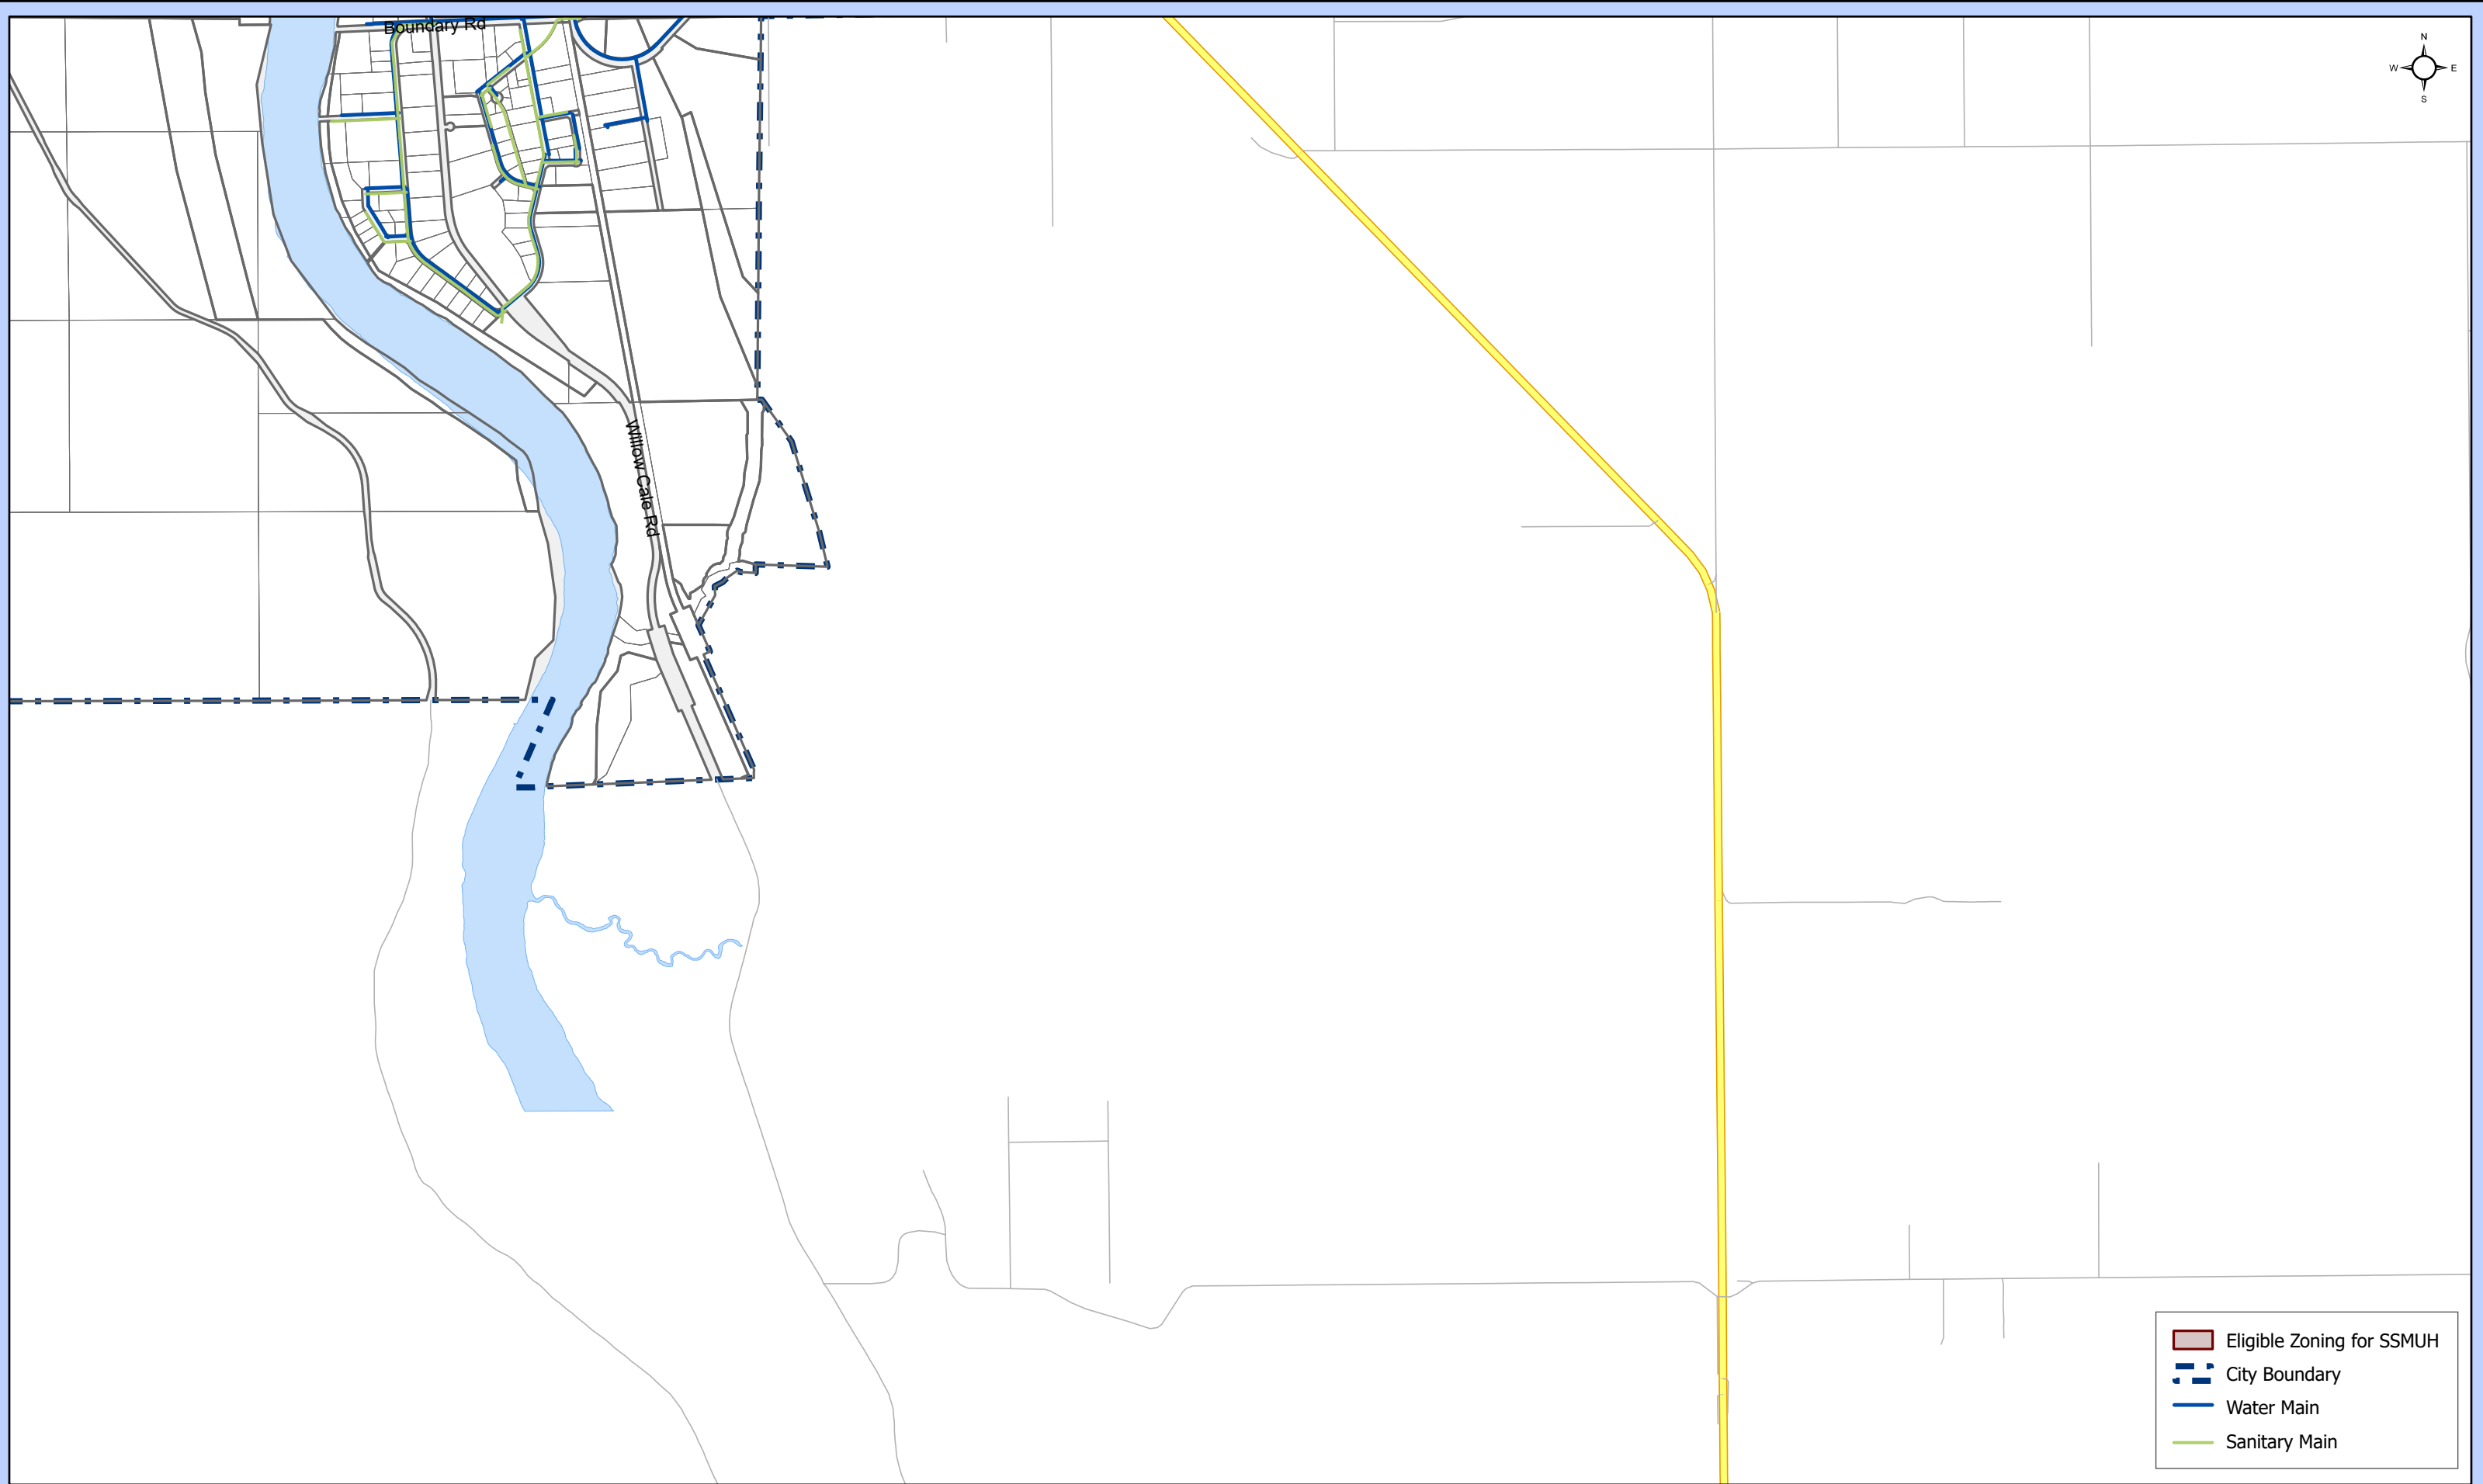 Boundary Rd
N
W E
S
Willow Cale Rd
Eligible Zoning for SSMUH
City Boundary
Water Main
Sanitary Main